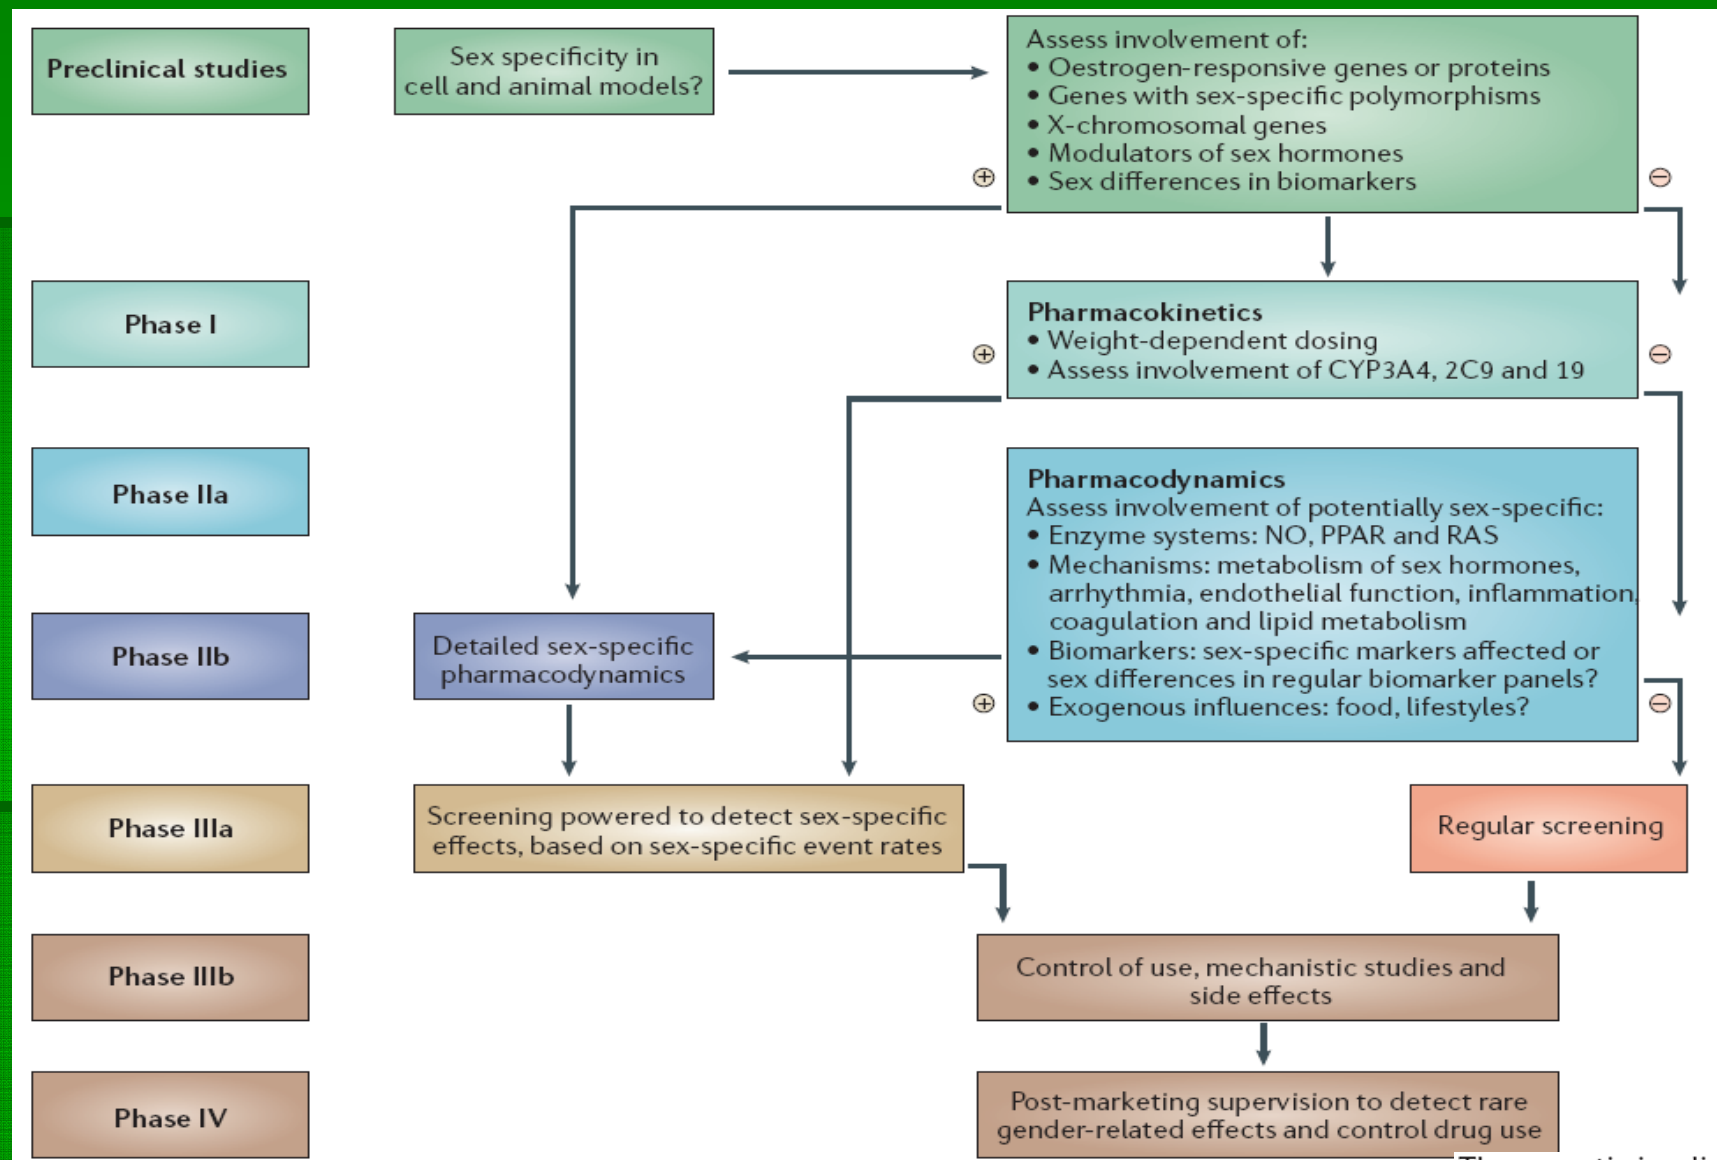 Preclinical studies
Sex specificity in
cell and animal models?
Assess involvement of:
• Oestrogen-responsive genes or proteins
• Genes with sex-specific polymorphisms
• X-chromosomal genes
• Modulators of sex hormones
• Sex differences in biomarkers
+
−
Phase I
Pharmacokinetics
• Weight-dependent dosing
• Assess involvement of CYP3A4, 2C9 and 19
+
−
Phase IIa
Pharmacodynamics
Assess involvement of potentially sex-specific:
• Enzyme systems: NO, PPAR and RAS
• Mechanisms: metabolism of sex hormones,
arrhythmia, endothelial function, inflammation,
coagulation and lipid metabolism
• Biomarkers: sex-specific markers affected or
sex differences in regular biomarker panels?
• Exogenous influences: food, lifestyles?
+
−
Phase IIb
Detailed sex-specific
pharmacodynamics
Phase IIIa
Screening powered to detect sex-specific
effects, based on sex-specific event rates
Regular screening
Phase IIIb
Control of use, mechanistic studies and
side effects
Phase IV
Post-marketing supervision to detect rare
gender-related effects and control drug use